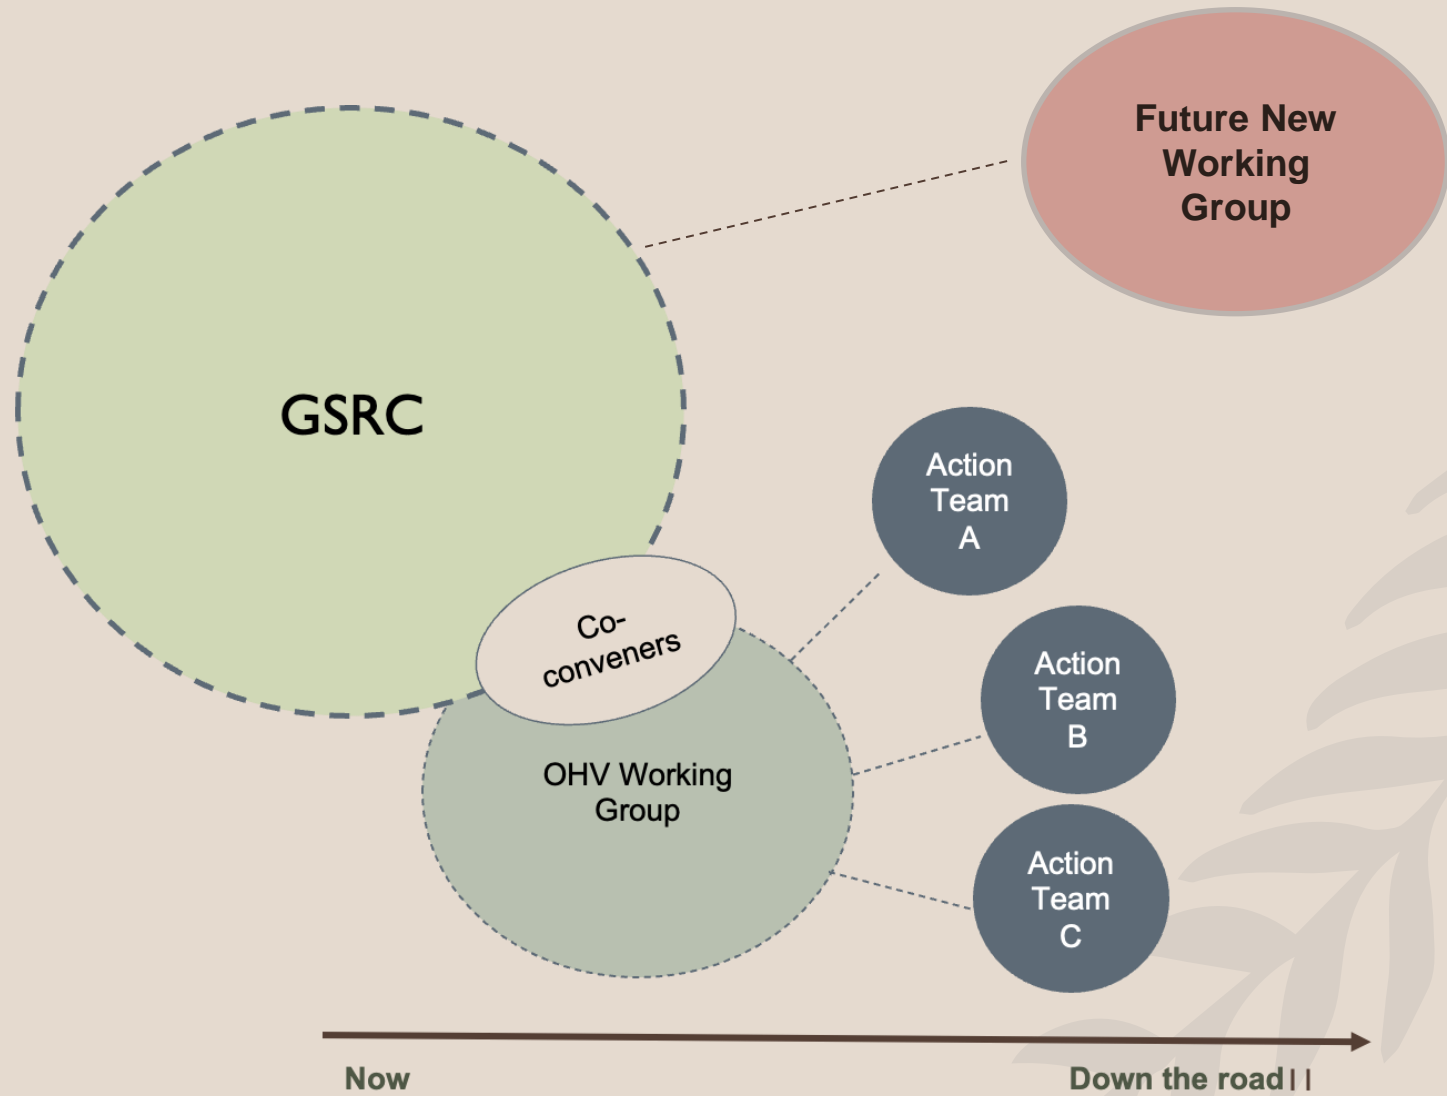 Future New
Working
Group
GSRC
Action
Team
A
Co-
conveners
Action
Team
B
OHV Working
Group
Action
Team
C
Now
Down the road
11